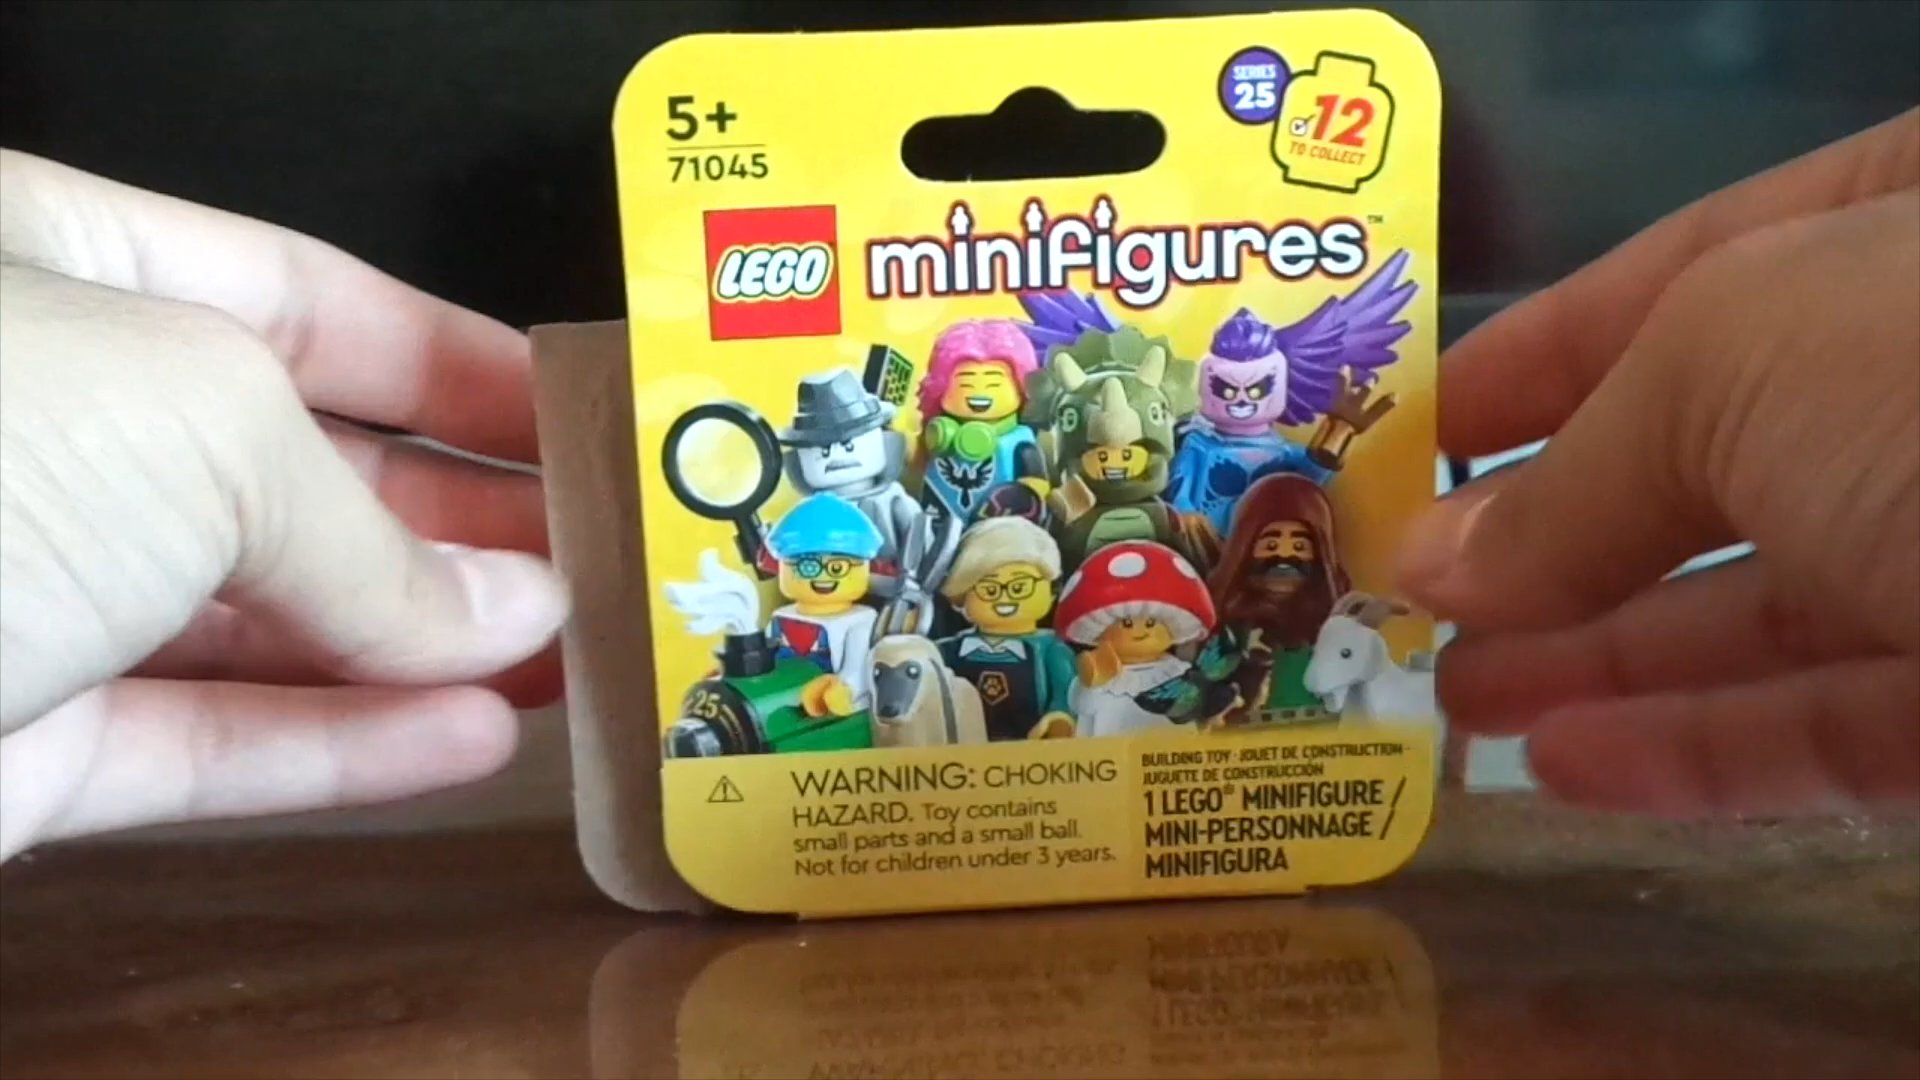 5+
71045
SERIES
25
12
TO COLLECT
LEGO
minifigures™
25
WARNING: CHOKING
HAZARD. Toy contains
small parts and a small ball.
Not for children under 3 years.
BUILDING TOY · JOUET DE CONSTRUCTION ·
JUGUETE DE CONSTRUCCIÓN
1 LEGO® MINIFIGURE /
MINI-PERSONNAGE /
MINIFIGURA